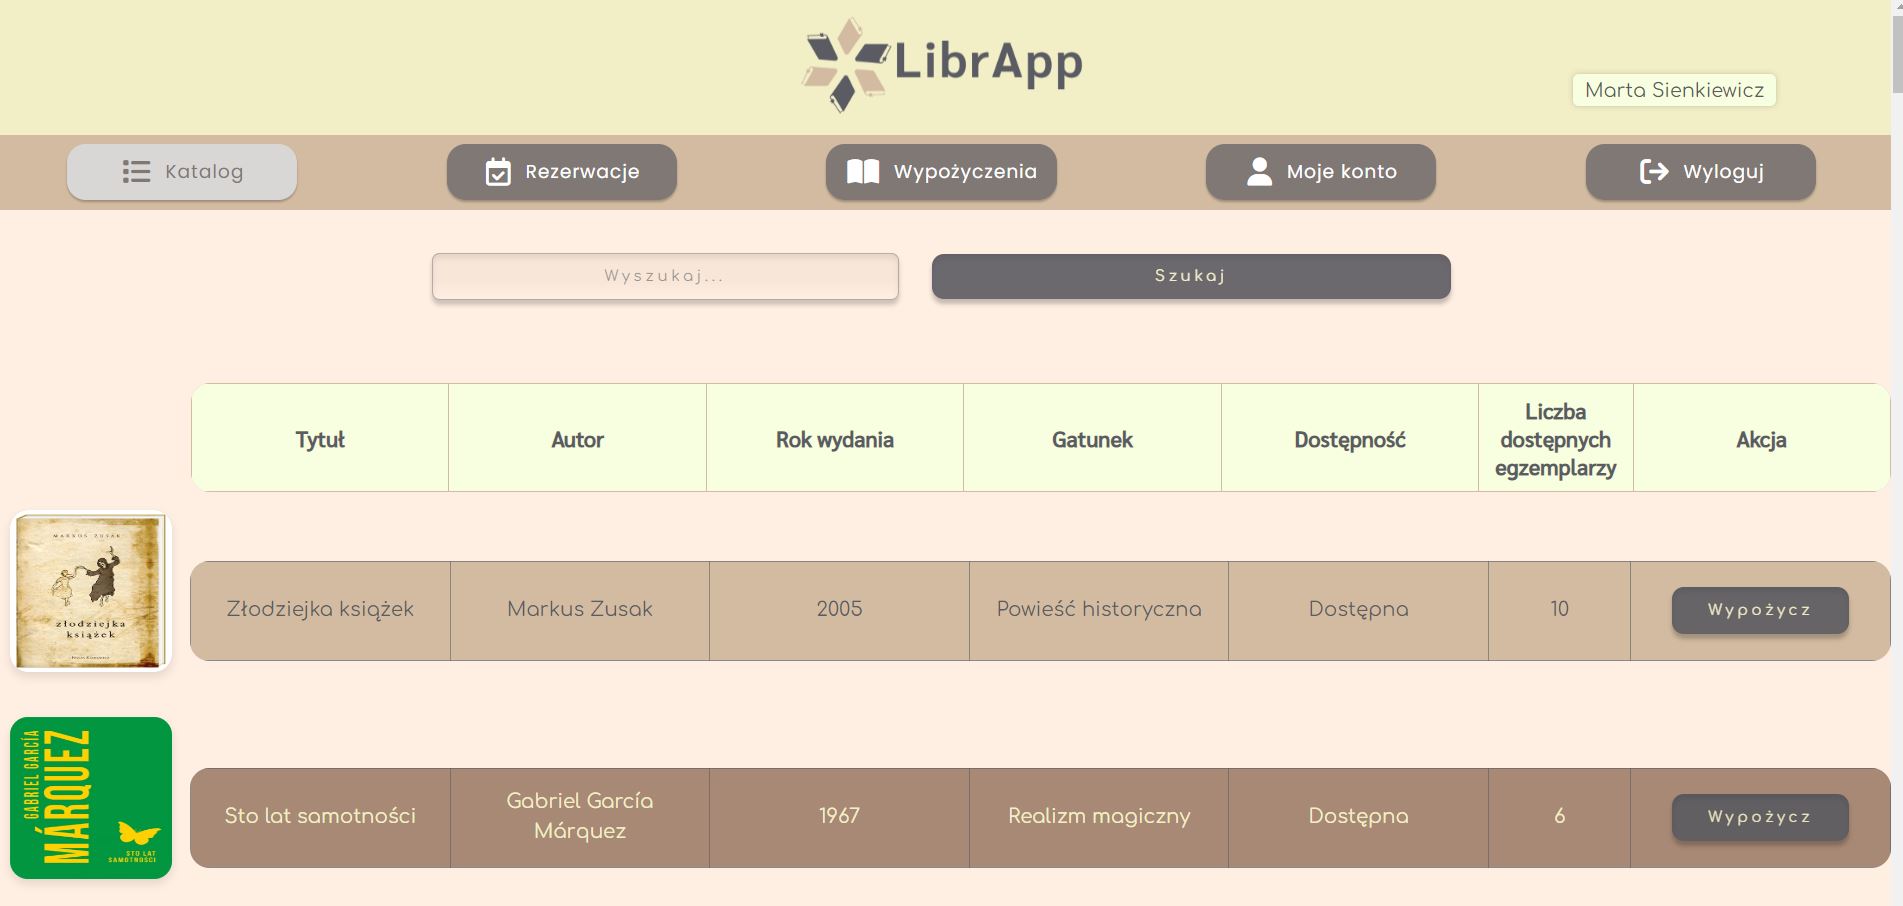 LibrApp
Marta Sienkiewicz
Katalog
Rezerwacje
Wypożyczenia
Moje konto
Wyloguj
Wyszukaj...
Szukaj
Tytuł
Autor
Rok wydania
Gatunek
Dostępność
Liczba
dostępnych
egzemplarzy
Akcja
MARKUS ZUSAK
złodziejka
książek
Złodziejka książek
Markus Zusak
2005
Powieść historyczna
Dostępna
10
Wypożycz
GABRIEL GARCÍA
MÁRQUEZ
STO LAT
SAMOTNOŚCI
Sto lat samotności
Gabriel García
Márquez
1967
Realizm magiczny
Dostępna
6
Wypożycz